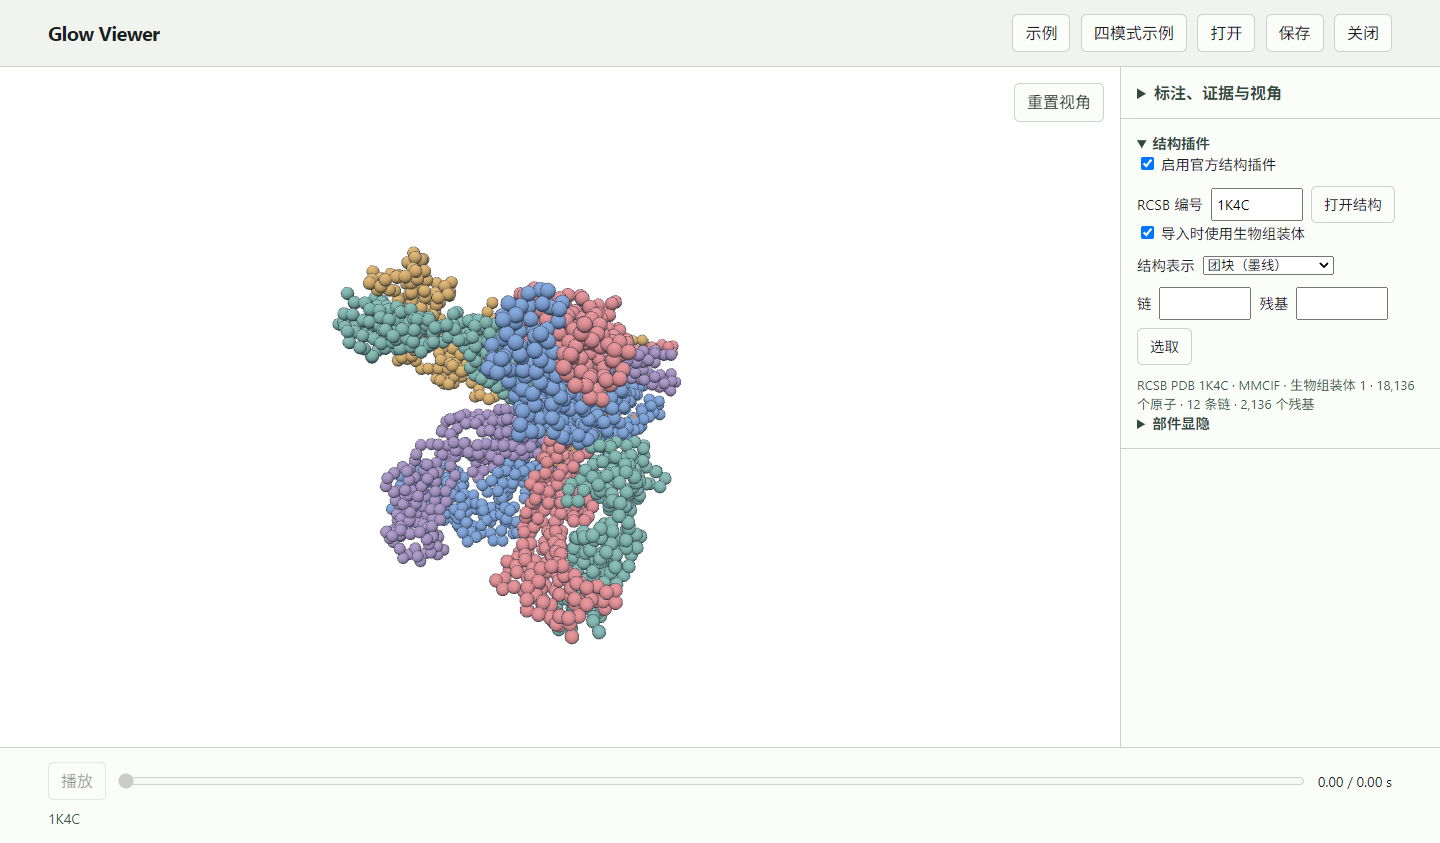 Glow Viewer
示例
四模式示例
打开
保存
关闭
重置视角
标注、证据与视角
结构插件
启用官方结构插件
RCSB 编号 1K4C 打开结构
导入时使用生物组装体
结构表示 团块（墨线）
链 残基
选取
RCSB PDB 1K4C · MMCIF · 生物组装体 1 · 18,136
个原子 · 12 条链 · 2,136 个残基
部件显隐
播放
0.00 / 0.00 s
1K4C